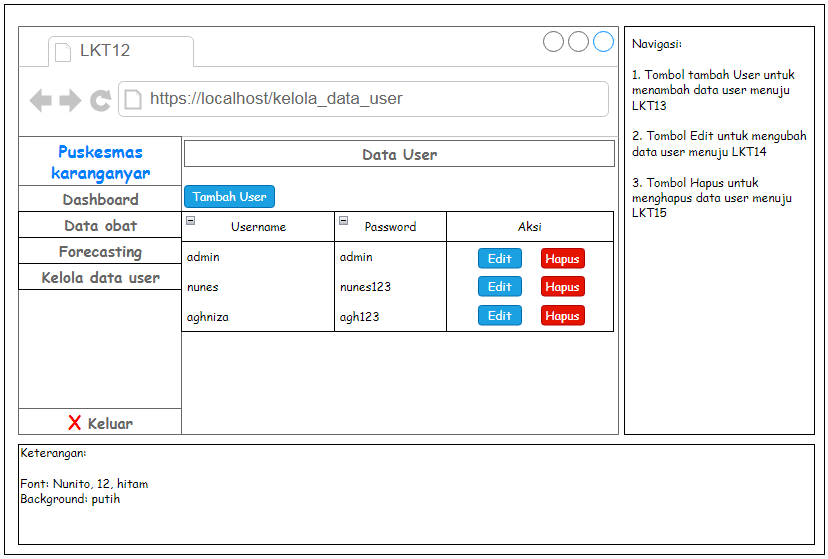 LKT12
https://localhost/kelola_data_user
Puskesmas
karanganyar
Dashboard
Data obat
Forecasting
Kelola data user
X Keluar
Data User
Tambah User
Username Password Aksi
admin admin Edit Hapus
nunes nunes123 Edit Hapus
aghniza agh123 Edit Hapus
Navigasi:
1. Tombol tambah User untuk
menambah data user menuju
LKT13
2. Tombol Edit untuk mengubah
data user menuju LKT14
3. Tombol Hapus untuk
menghapus data user menuju
LKT15
Keterangan:
Font: Nunito, 12, hitam
Background: putih